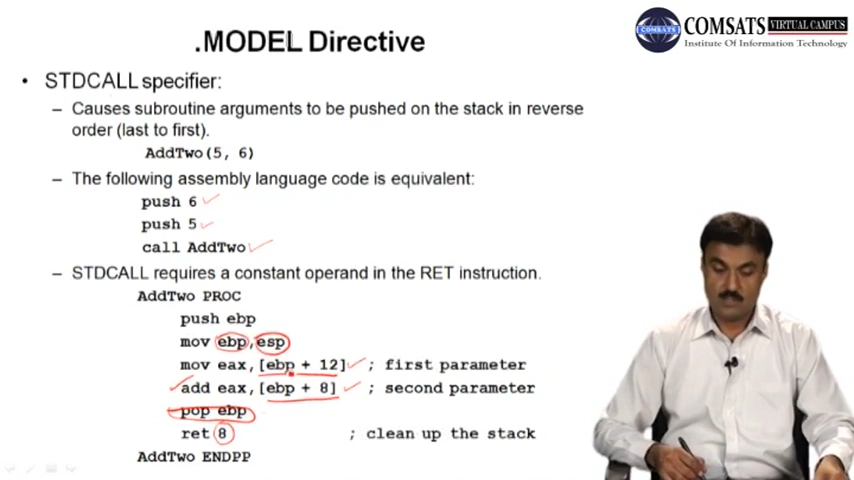 .MODEL Directive
COMSATS VIRTUAL CAMPUS
Institute Of Information Technology
COMSATS
• STDCALL specifier:
– Causes subroutine arguments to be pushed on the stack in reverse
order (last to first).
AddTwo(5, 6)
– The following assembly language code is equivalent:
push 6
push 5
call AddTwo
– STDCALL requires a constant operand in the RET instruction.
AddTwo PROC
push ebp
mov ebp,esp
mov eax,[ebp + 12] ; first parameter
add eax,[ebp + 8] ; second parameter
pop ebp
ret 8 ; clean up the stack
AddTwo ENDPP